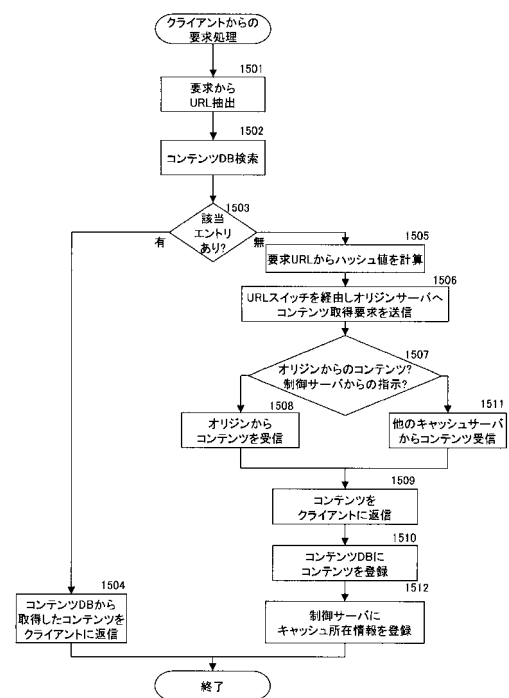 クライアントからの
要求処理
1501
要求から
URL抽出
1502
コンテンツDB検索
1503
該当
エントリ
あり?
有
無
1505
要求URLからハッシュ値を計算
1506
URLスイッチを経由しオリジンサーバへ
コンテンツ取得要求を送信
1507
オリジンからのコンテンツ?
制御サーバからの指示?
1508
オリジンから
コンテンツを受信
1511
他のキャッシュサーバ
からコンテンツ受信
1509
コンテンツを
クライアントに返信
1510
コンテンツDBに
コンテンツを登録
1512
制御サーバに
キャッシュ所在情報を登録
1504
コンテンツDBから
取得したコンテンツを
クライアントに返信
終了